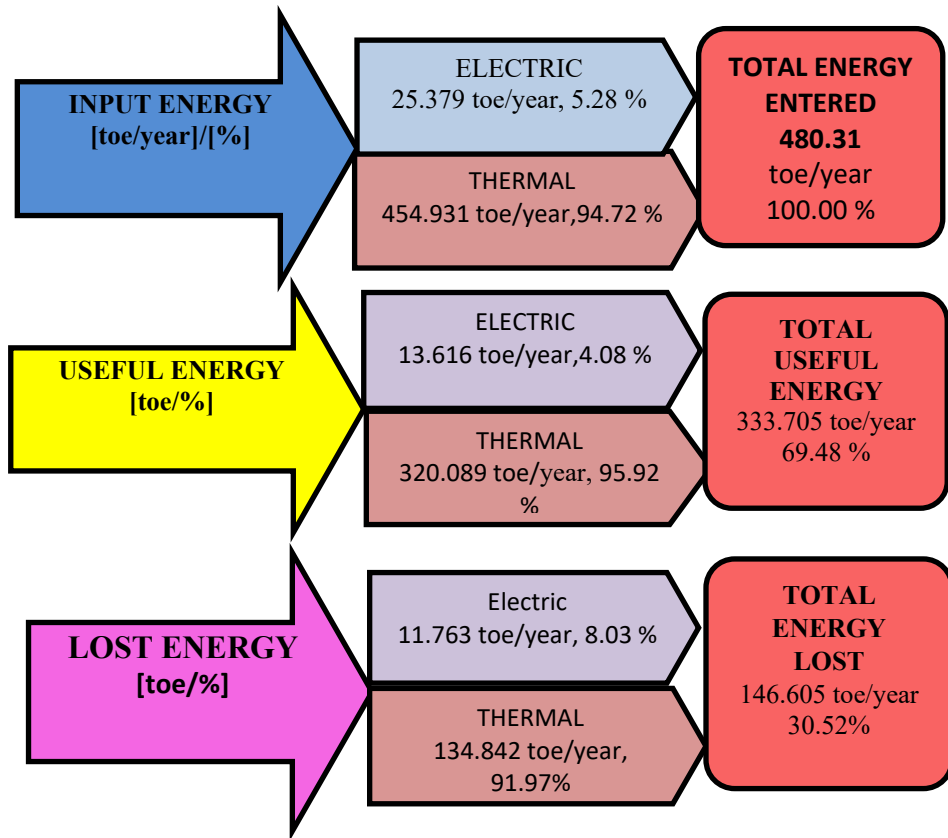 INPUT ENERGY
[toe/year]/[%]
ELECTRIC
25.379 toe/year, 5.28 %
THERMAL
454.931 toe/year,94.72 %
TOTAL ENERGY
ENTERED
480.31
toe/year
100.00 %
USEFUL ENERGY
[toe/%]
ELECTRIC
13.616 toe/year,4.08 %
THERMAL
320.089 toe/year, 95.92
%
TOTAL
USEFUL
ENERGY
333.705 toe/year
69.48 %
LOST ENERGY
[toe/%]
Electric
11.763 toe/year, 8.03 %
THERMAL
134.842 toe/year,
91.97%
TOTAL
ENERGY
LOST
146.605 toe/year
30.52%